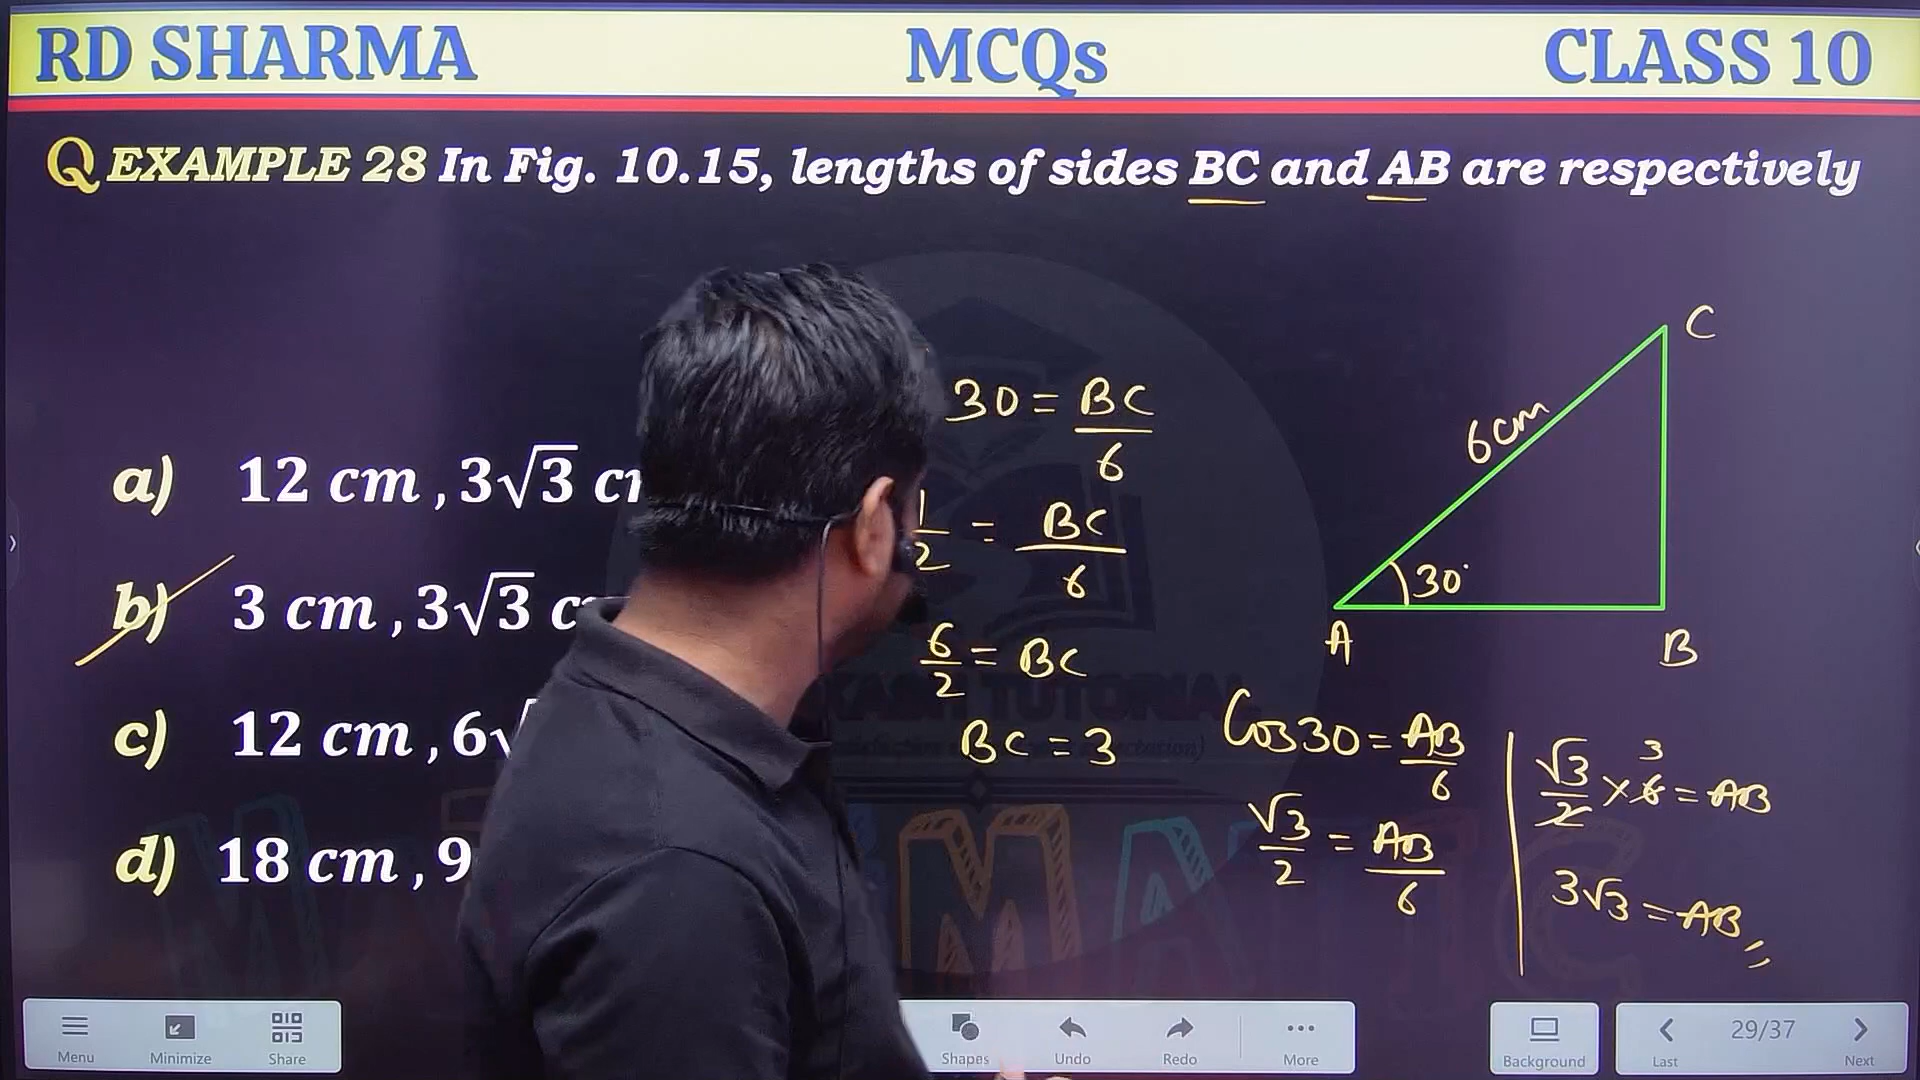 RD SHARMA MCQs CLASS 10
Q EXAMPLE 28 In Fig. 10.15, lengths of sides BC and AB are respectively
a) 12 cm , 3√3
b) 3 cm , 3√3
c) 12 cm , 6√
d) 18 cm , 9
30 = BC/6
1/2 = BC/6
6/2 = BC
BC = 3
C
6cm
30°
A
B
Cos30 = AB/6
√3/2 = AB/6
√3/2 × 6 = AB
3
3√3 = AB
TUTORIAL
Menu
Minimize
Share
Shapes
Undo
Redo
More
Background
Last
29/37
Next